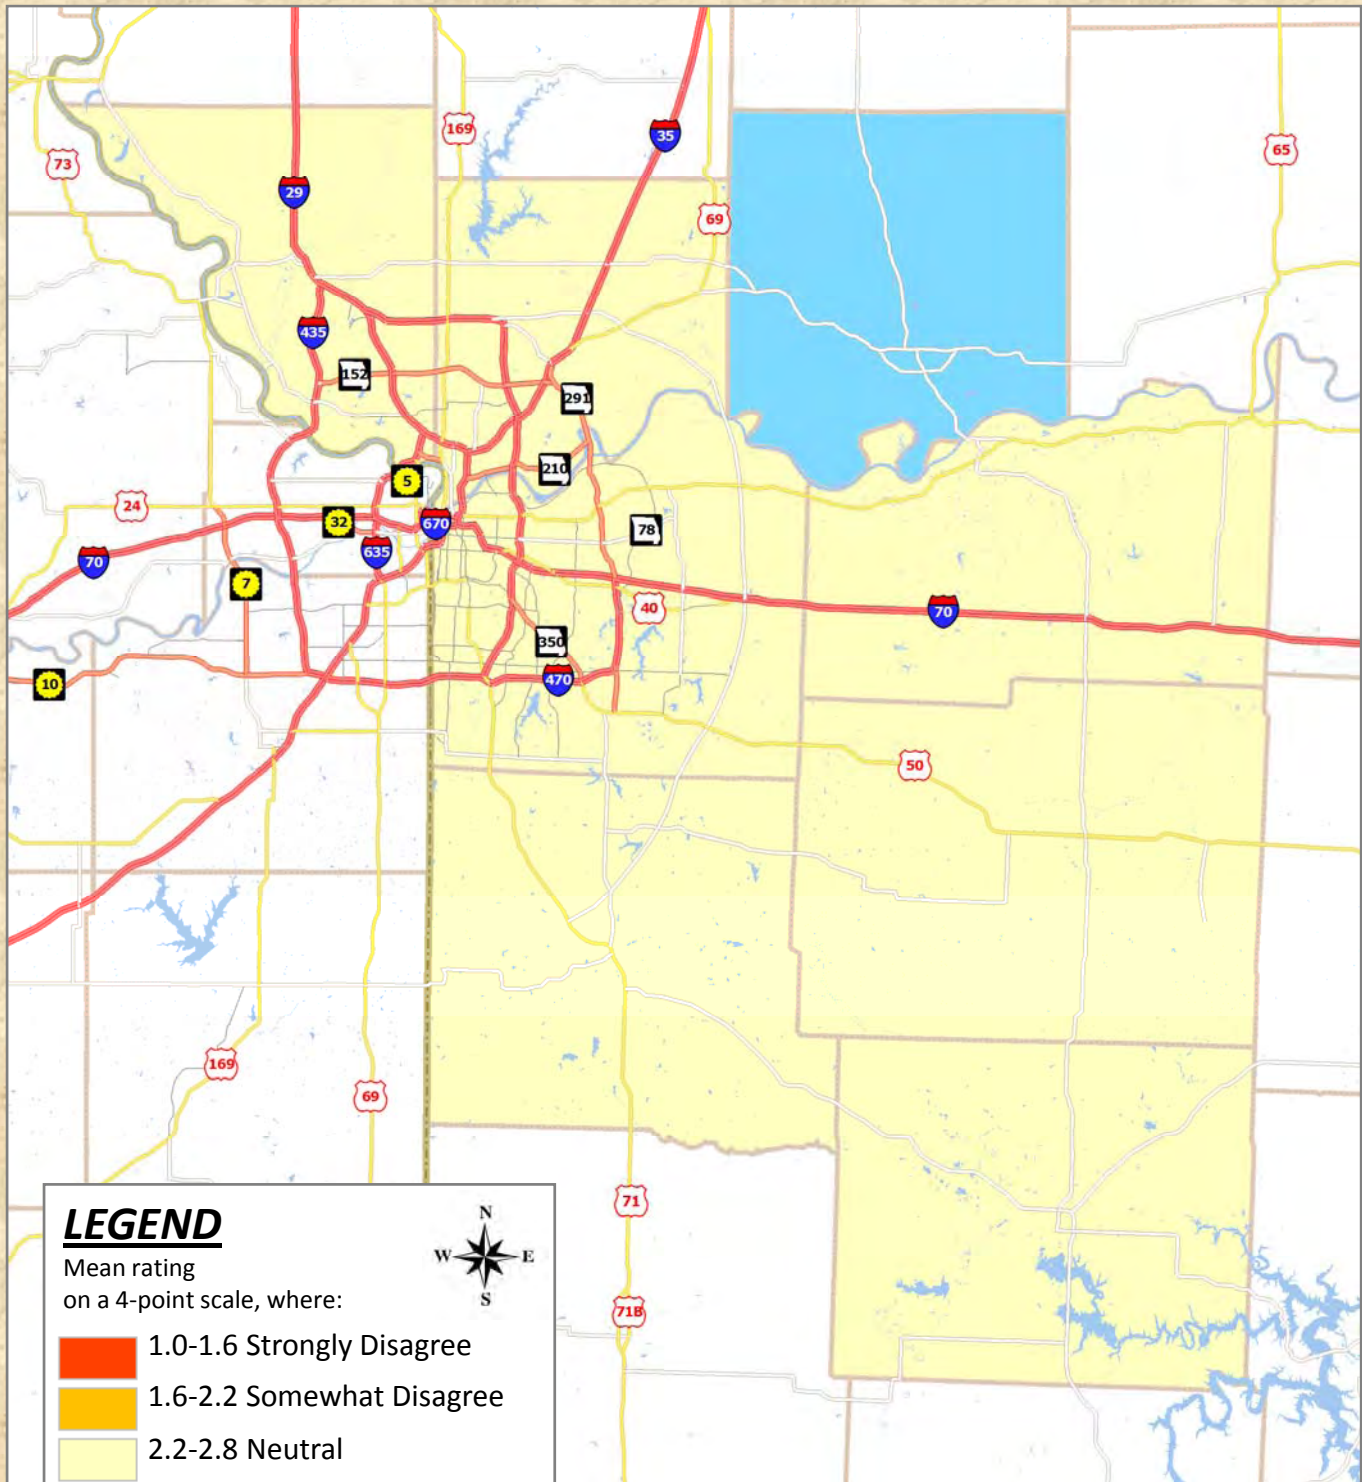 169
35
73
65
29
69
435
152
291
210
5
24
32
670
78
635
70
7
40
70
350
10
470
50
169
69
71
71B
LEGEND
N
W E
S
Mean rating
on a 4-point scale, where:
1.0-1.6 Strongly Disagree
1.6-2.2 Somewhat Disagree
2.2-2.8 Neutral